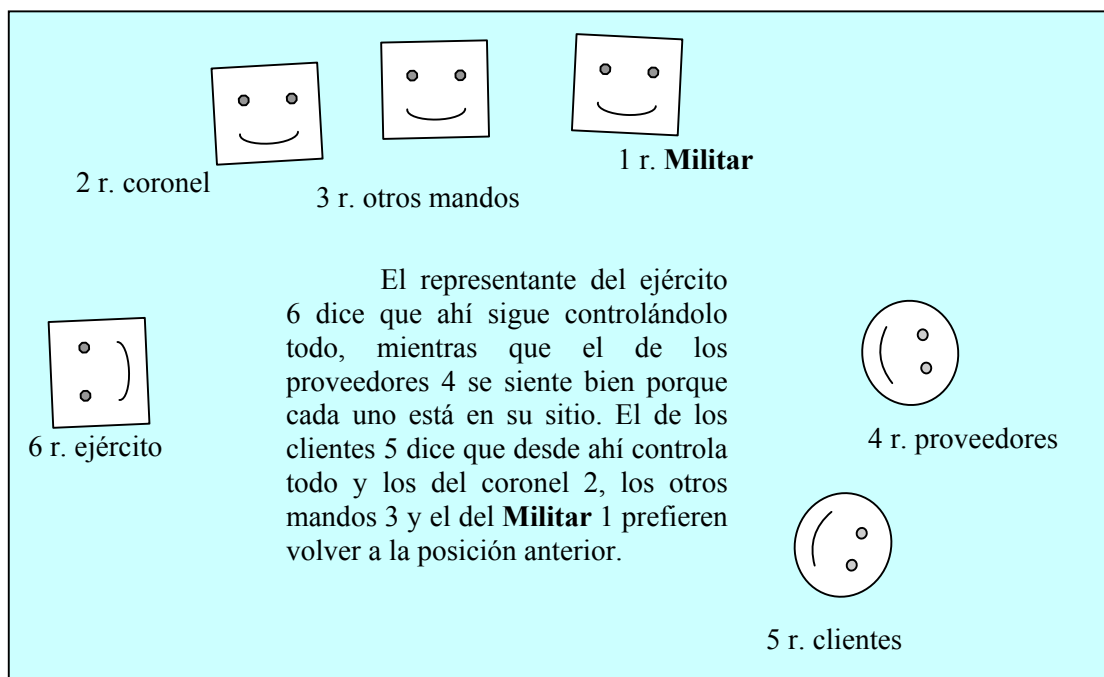 1 r. Militar
2 r. coronel
3 r. otros mandos
El representante del ejército
6 dice que ahí sigue controlándolo
todo, mientras que el de los
proveedores 4 se siente bien porque
cada uno está en su sitio. El de los
clientes 5 dice que desde ahí controla
todo y los del coronel 2, los otros
mandos 3 y el del Militar 1 prefieren
volver a la posición anterior.
6 r. ejército
4 r. proveedores
5 r. clientes